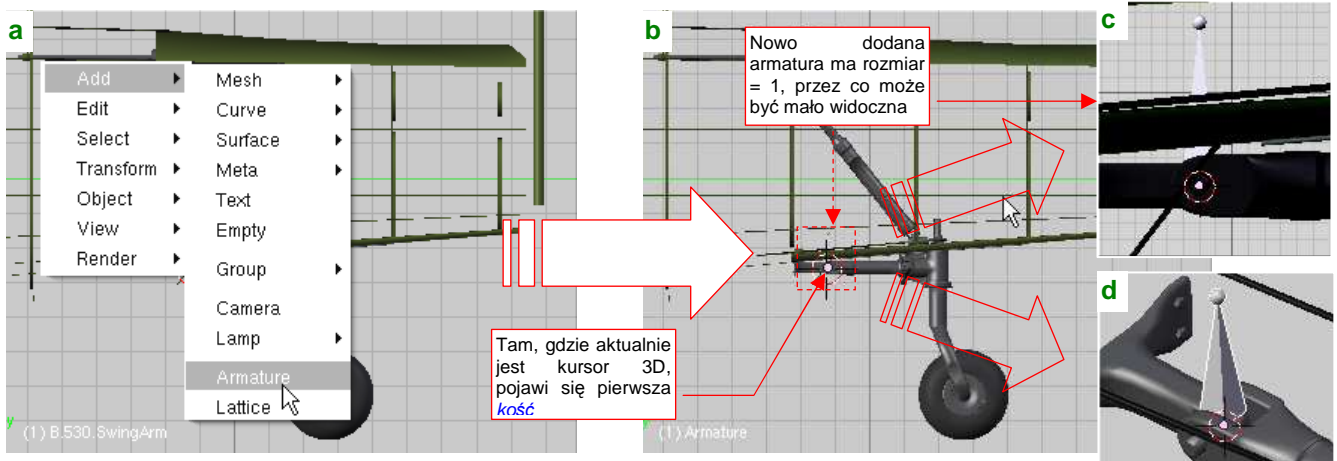 a
Add
Edit
Select
Transform
Object
View
Render
Mesh
Curve
Surface
Meta
Text
Empty
Group
Camera
Lamp
Armature
Lattice
y
(1) B.530.SwingArm
Tam, gdzie aktualnie
jest kursor 3D,
pojawi się pierwsza
kość
b
Nowo dodana
armatura ma rozmiar
= 1, przez co może
być mało widoczna
y
(1) Armature
c
d